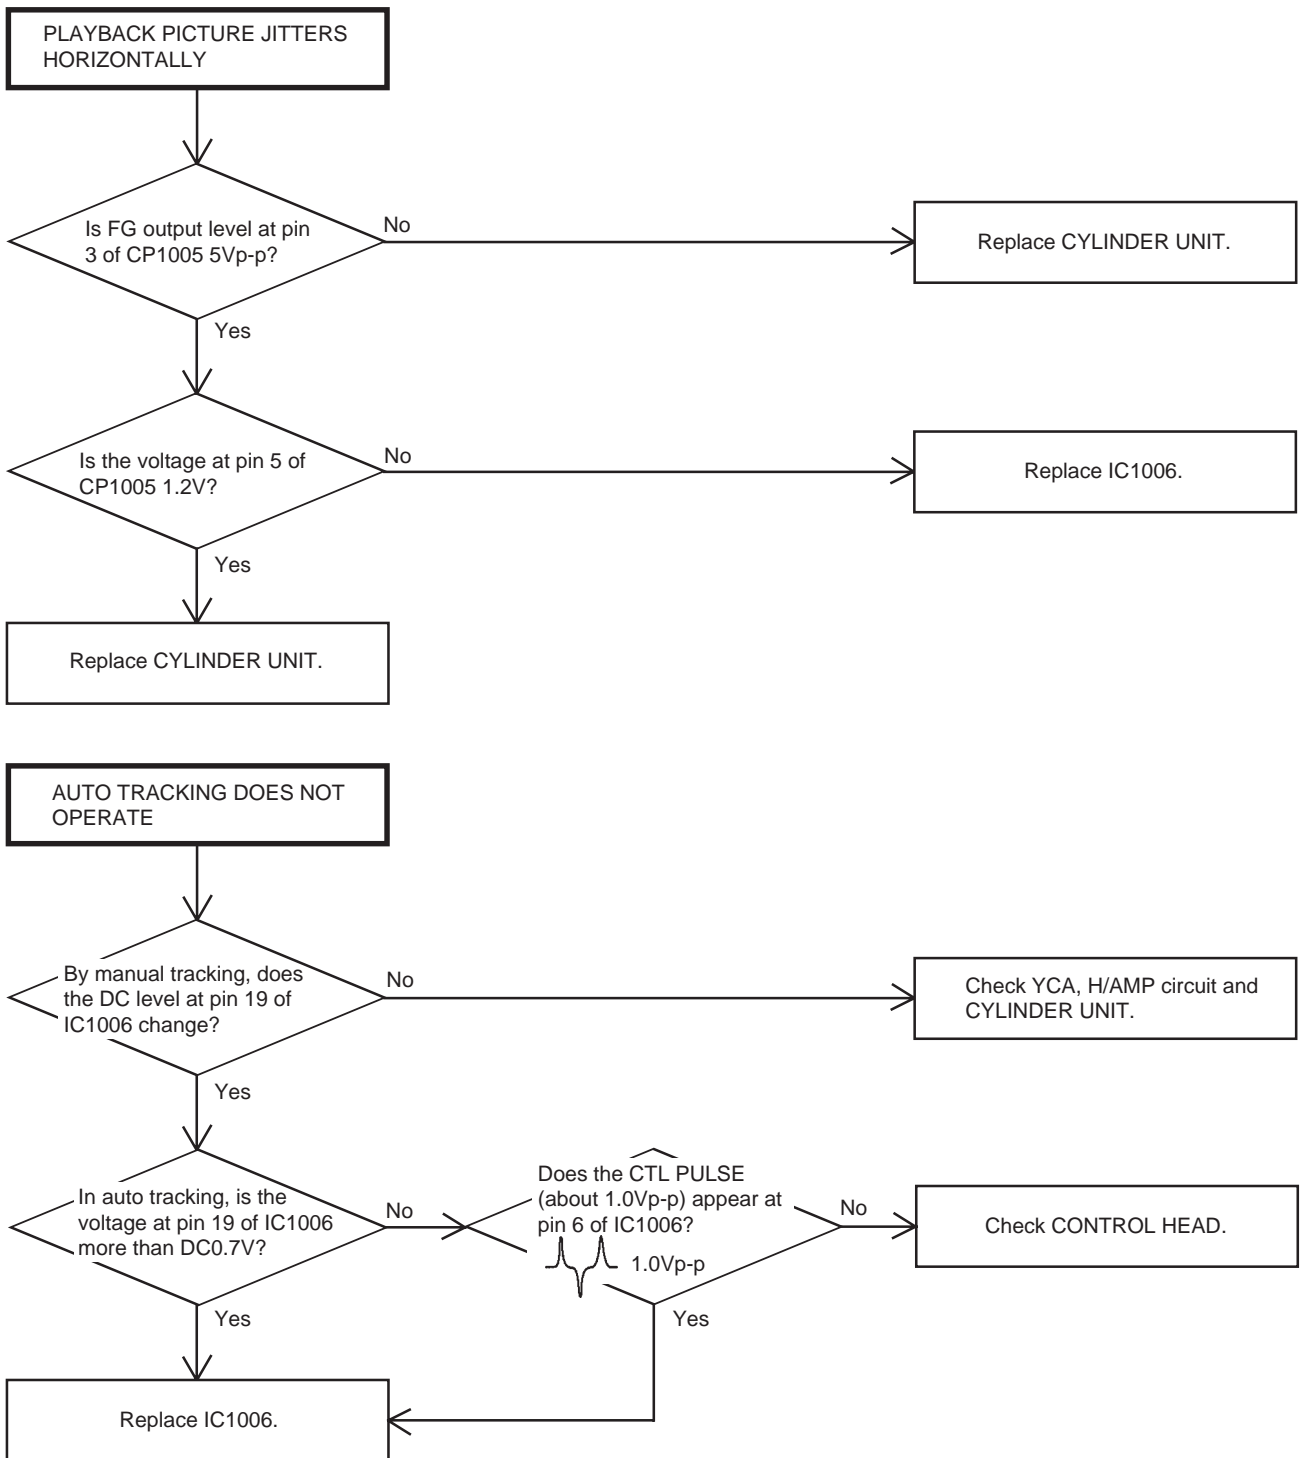 PLAYBACK PICTURE JITTERS
HORIZONTALLY
Is FG output level at pin
3 of CP1005 5Vp-p?
No
Replace CYLINDER UNIT.
Yes
Is the voltage at pin 5 of
CP1005 1.2V?
No
Replace IC1006.
Yes
Replace CYLINDER UNIT.
AUTO TRACKING DOES NOT
OPERATE
By manual tracking, does
the DC level at pin 19 of
IC1006 change?
No
Check YCA, H/AMP circuit and
CYLINDER UNIT.
Yes
In auto tracking, is the
voltage at pin 19 of IC1006
more than DC0.7V?
No
Does the CTL PULSE
(about 1.0Vp-p) appear at
pin 6 of IC1006?
1.0Vp-p
No
Check CONTROL HEAD.
Yes
Yes
Replace IC1006.